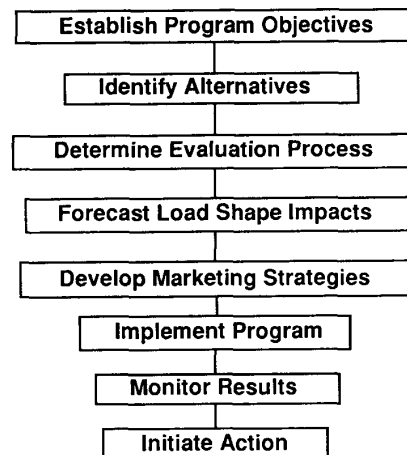 Establish Program Objectives
Identify Alternatives
Determine Evaluation Process
Forecast Load Shape Impacts
Develop Marketing Strategies
Implement Program
Monitor Results
Initiate Action